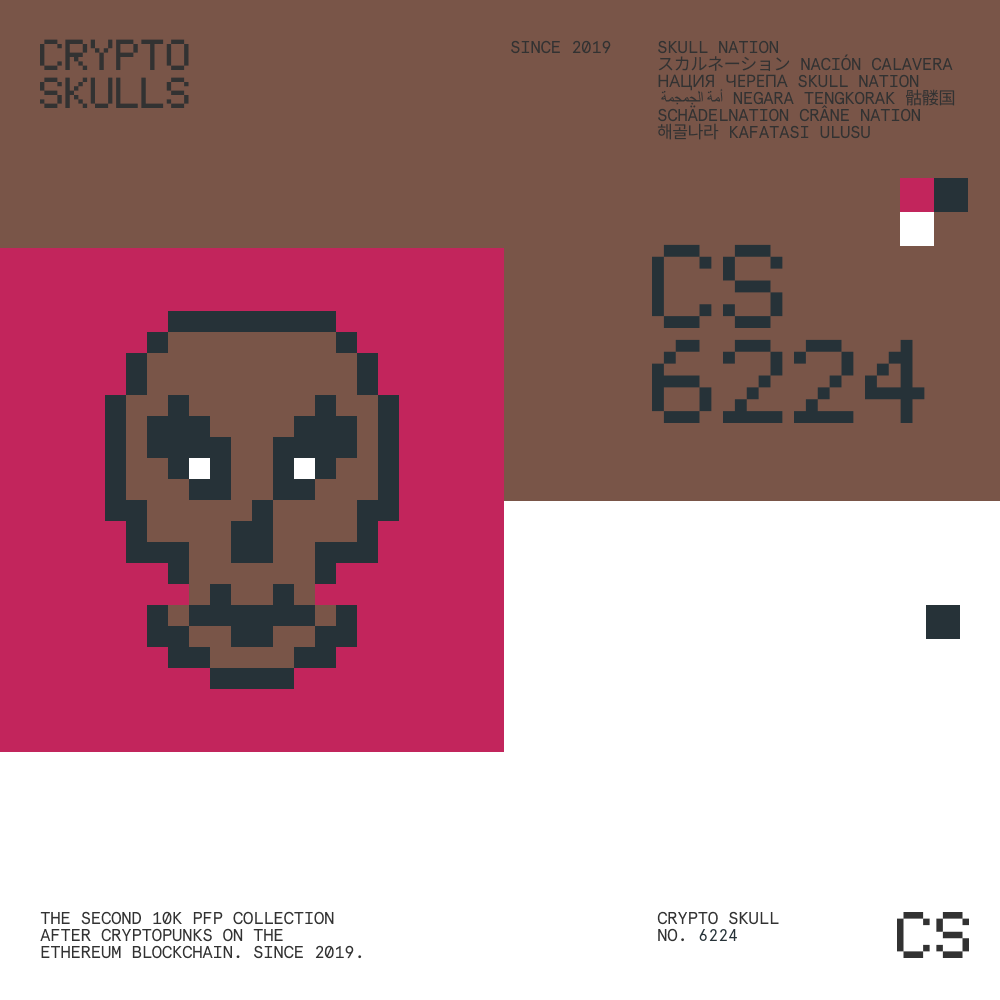 CRYPTO
SKULLS
SINCE 2019
SKULL NATION
スカルネーション NACIÓN CALAVERA
НАЦИЯ ЧЕРЕПА SKULL NATION
أمة الجمجمة NEGARA TENGKORAK 骷髅国
SCHÄDELNATION CRÂNE NATION
해골나라 KAFATASI ULUSU
CS
6224
THE SECOND 10K PFP COLLECTION
AFTER CRYPTOPUNKS ON THE
ETHEREUM BLOCKCHAIN. SINCE 2019.
CRYPTO SKULL
NO. 6224
CS